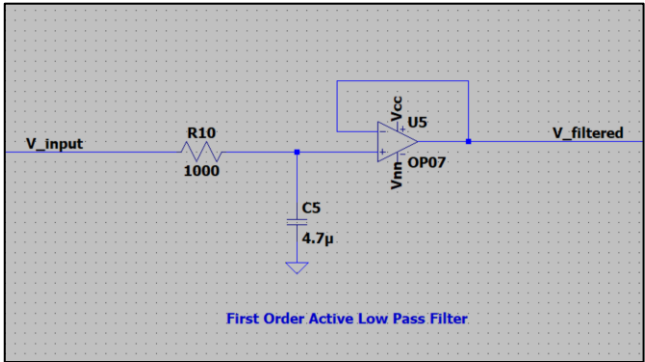 Vcc
R10
U5
V_input
V_filtered
1000
Vnn
OP07
C5
4.7µ
First Order Active Low Pass Filter